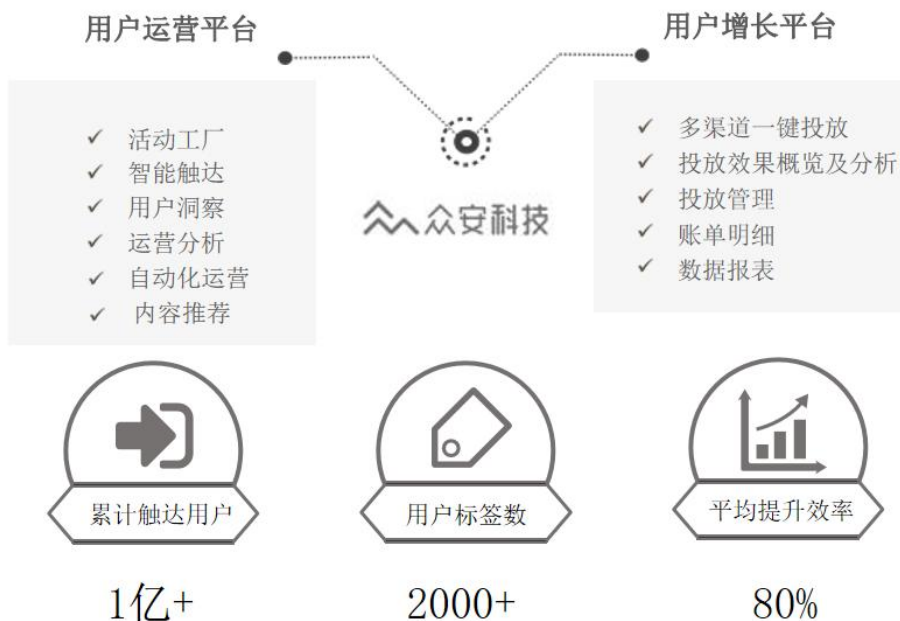 用户运营平台
用户增长平台
✓ 活动工厂
✓ 智能触达
✓ 用户洞察
✓ 运营分析
✓ 自动化运营
✓ 内容推荐
众安科技
✓ 多渠道一键投放
✓ 投放效果概览及分析
✓ 投放管理
✓ 账单明细
✓ 数据报表
累计触达用户
用户标签数
平均提升效率
1亿+
2000+
80%